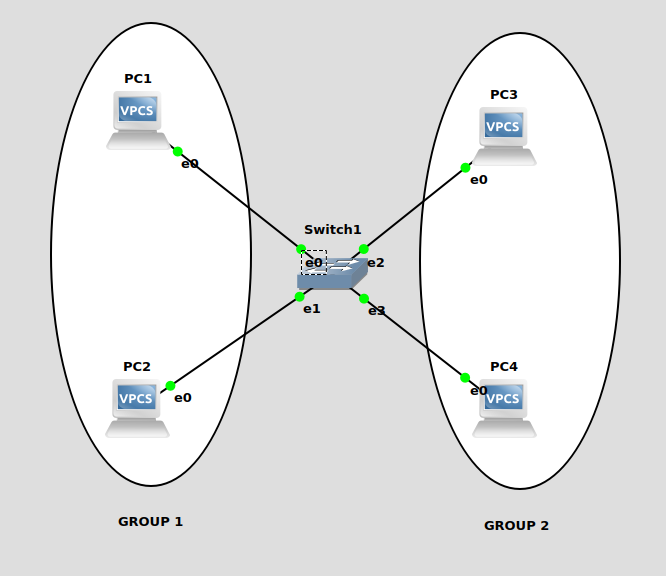 PC1
VPCS
e0
PC3
VPCS
e0
Switch1
e0
e2
e1
e3
PC2
VPCS
e0
PC4
VPCS
e0
GROUP 1
GROUP 2